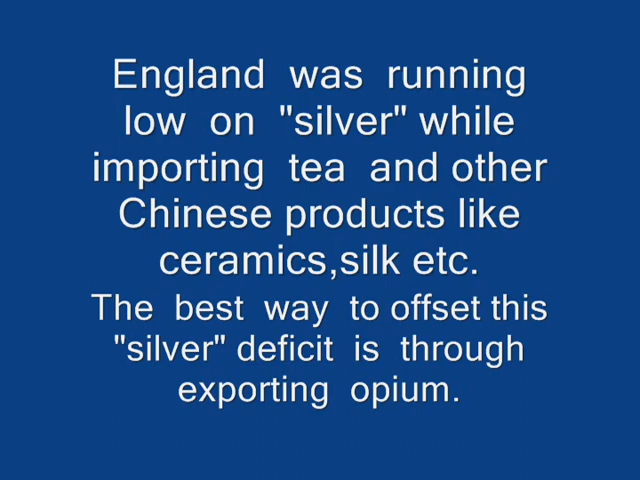 England was running
low on "silver" while
importing tea and other
Chinese products like
ceramics,silk etc.
The best way to offset this
"silver" deficit is through
exporting opium.